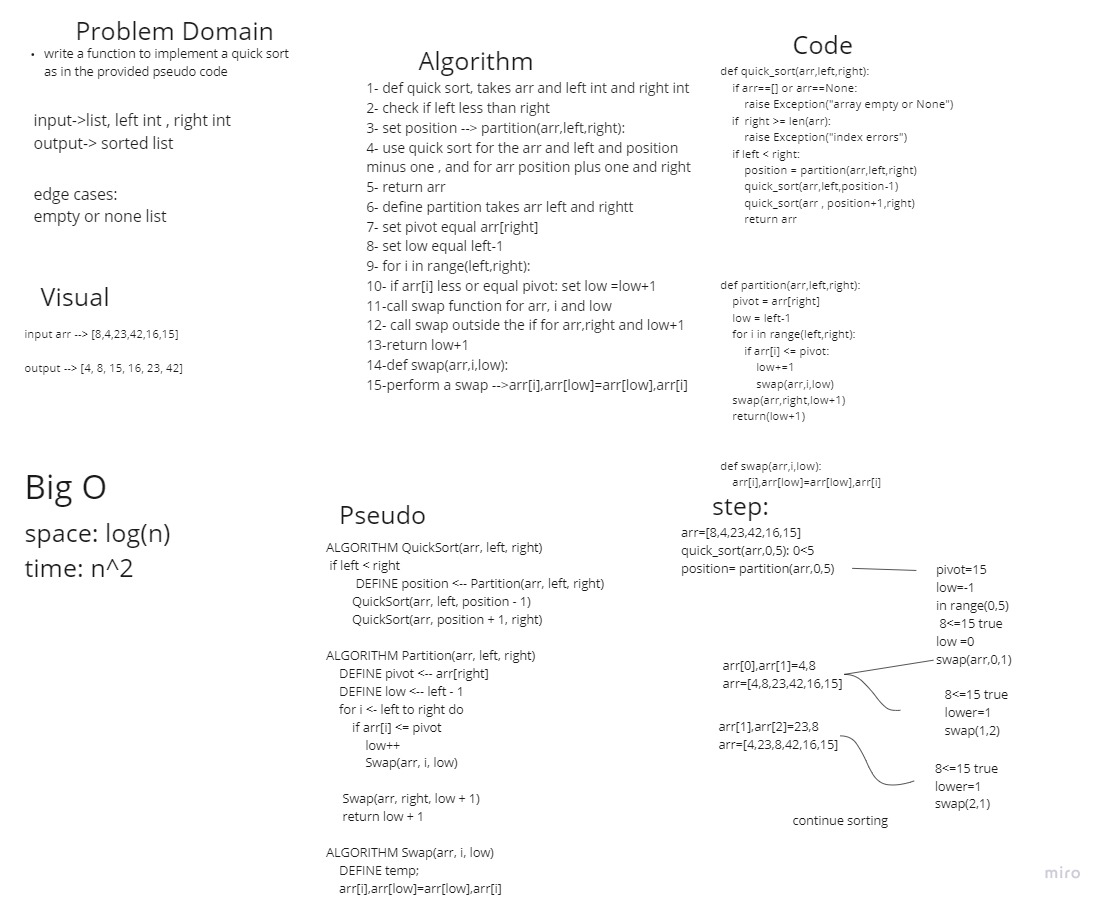 Problem Domain
• write a function to implement a quick sort
as in the provided pseudo code
input->list, left int , right int
output-> sorted list
edge cases:
empty or none list
Visual
input arr --> [8,4,23,42,16,15]
output --> [4, 8, 15, 16, 23, 42]
Big O
space: log(n)
time: n^2
Algorithm
1- def quick sort, takes arr and left int and right int
2- check if left less than right
3- set position --> partition(arr,left,right):
4- use quick sort for the arr and left and position
minus one , and for arr position plus one and right
5- return arr
6- define partition takes arr left and rightt
7- set pivot equal arr[right]
8- set low equal left-1
9- for i in range(left,right):
10- if arr[i] less or equal pivot: set low =low+1
11-call swap function for arr, i and low
12- call swap outside the if for arr,right and low+1
13-return low+1
14-def swap(arr,i,low):
15-perform a swap -->arr[i],arr[low]=arr[low],arr[i]
Pseudo
ALGORITHM QuickSort(arr, left, right)
if left < right
DEFINE position <-- Partition(arr, left, right)
QuickSort(arr, left, position - 1)
QuickSort(arr, position + 1, right)
ALGORITHM Partition(arr, left, right)
DEFINE pivot <-- arr[right]
DEFINE low <-- left - 1
for i <- left to right do
if arr[i] <= pivot
low++
Swap(arr, i, low)
Swap(arr, right, low + 1)
return low + 1
ALGORITHM Swap(arr, i, low)
DEFINE temp;
arr[i],arr[low]=arr[low],arr[i]
Code
def quick_sort(arr,left,right):
if arr==[] or arr==None:
raise Exception("array empty or None")
if  right >= len(arr):
raise Exception("index errors")
if left < right:
position = partition(arr,left,right)
quick_sort(arr,left,position-1)
quick_sort(arr , position+1,right)
return arr
def partition(arr,left,right):
pivot = arr[right]
low = left-1
for i in range(left,right):
if arr[i] <= pivot:
low+=1
swap(arr,i,low)
swap(arr,right,low+1)
return(low+1)
def swap(arr,i,low):
arr[i],arr[low]=arr[low],arr[i]
step:
arr=[8,4,23,42,16,15]
quick_sort(arr,0,5): 0<5
position= partition(arr,0,5)
pivot=15
low=-1
in range(0,5)
8<=15 true
low =0
swap(arr,0,1)
arr[0],arr[1]=4,8
arr=[4,8,23,42,16,15]
8<=15 true
lower=1
swap(1,2)
arr[1],arr[2]=23,8
arr=[4,23,8,42,16,15]
8<=15 true
lower=1
swap(2,1)
continue sorting
miro